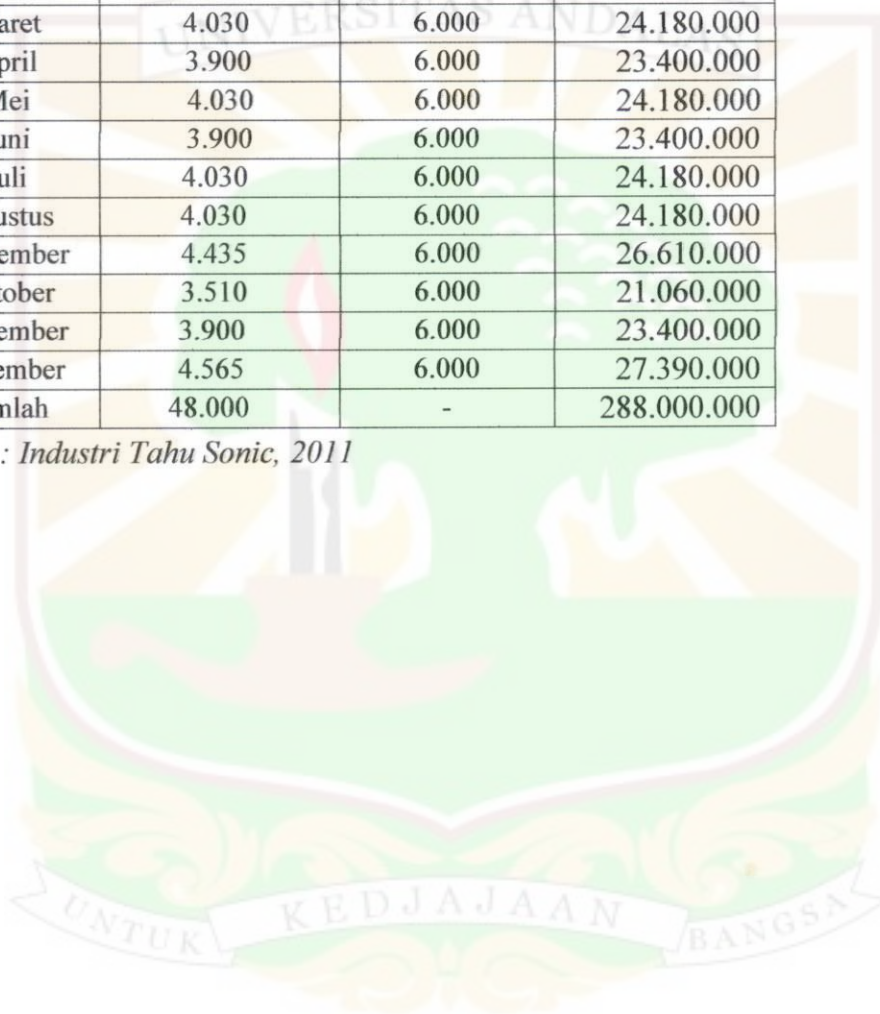 UNIVERSITAS ANDALAS
aret 4.030 6.000 24.180.000
pril 3.900 6.000 23.400.000
Mei 4.030 6.000 24.180.000
uni 3.900 6.000 23.400.000
uli 4.030 6.000 24.180.000
ustus 4.030 6.000 24.180.000
ember 4.435 6.000 26.610.000
tober 3.510 6.000 21.060.000
ember 3.900 6.000 23.400.000
ember 4.565 6.000 27.390.000
mlah 48.000 - 288.000.000
: Industri Tahu Sonic, 2011
UNTUK KEDJAJAAN BANGSA